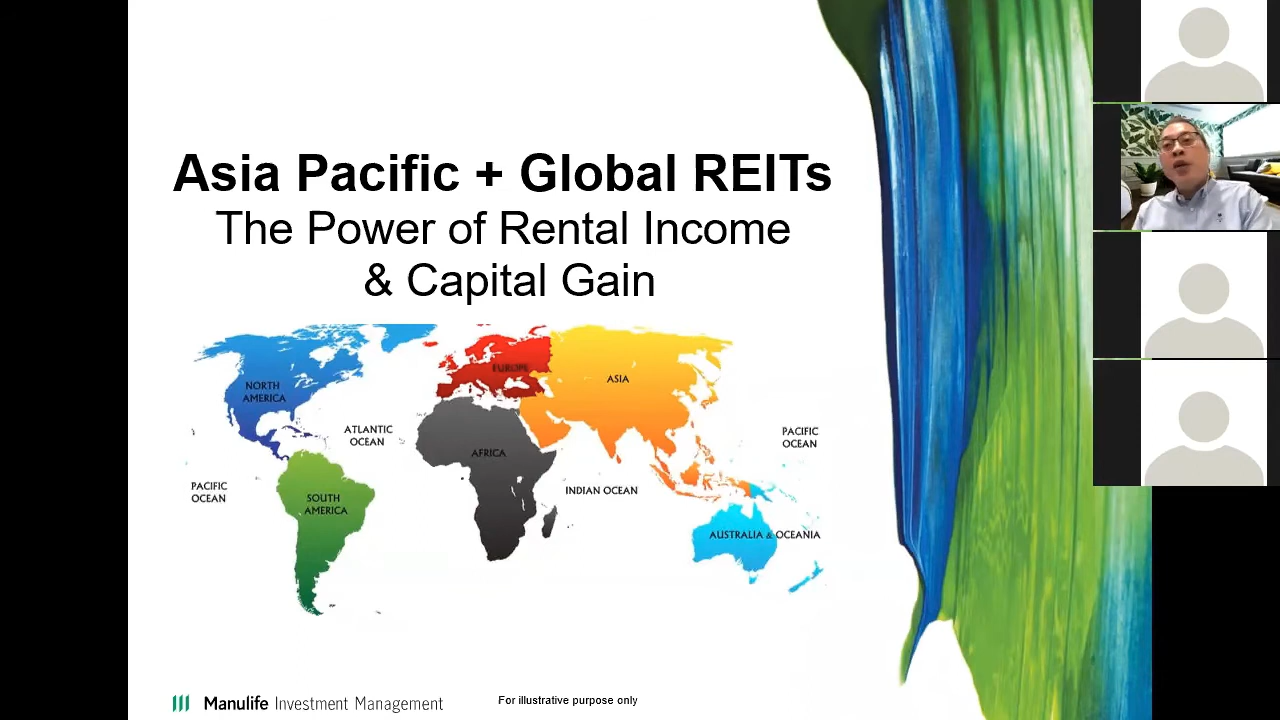 Asia Pacific + Global REITs
The Power of Rental Income
& Capital Gain
NORTH
AMERICA
EUROPE
ASIA
ATLANTIC
OCEAN
PACIFIC
OCEAN
AFRICA
PACIFIC
OCEAN
SOUTH
AMERICA
INDIAN OCEAN
AUSTRALIA & OCEANIA
Manulife Investment Management
For illustrative purpose only